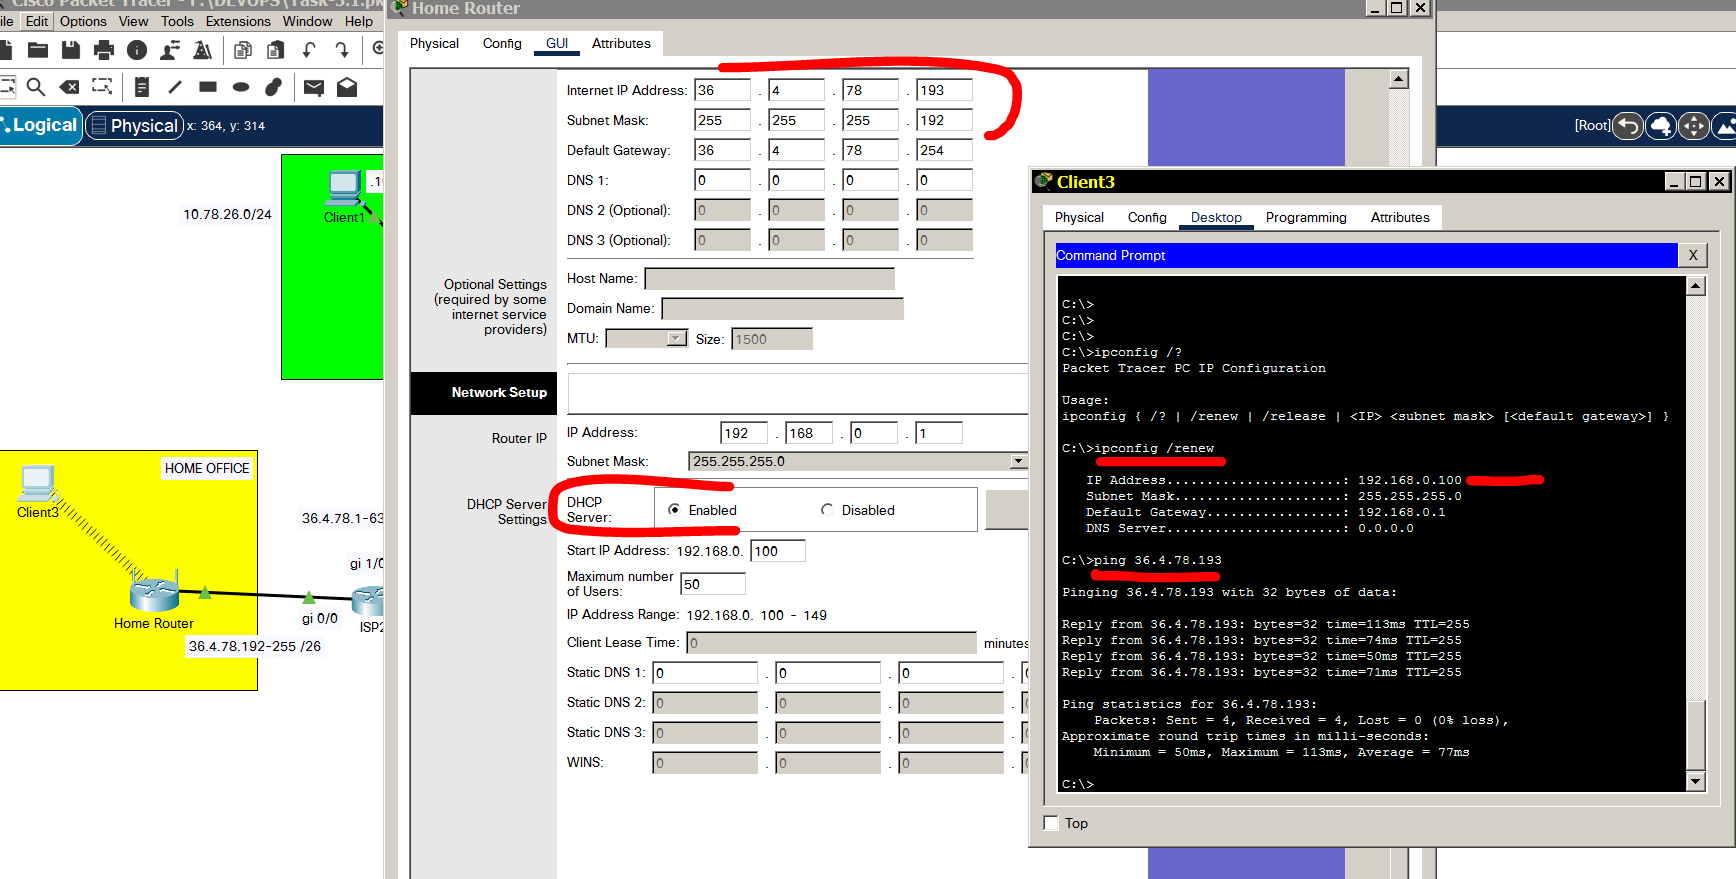 Cisco Packet Tracer - F:\DEVOPS\Task-5.1.pk
ile Edit Options View Tools Extensions Window Help
Logical Physical x: 364, y: 314
[Root]
.1
10.78.26.0/24
Client1
HOME OFFICE
Client3
36.4.78.1-63
gi 1/0
gi 0/0
ISP2
Home Router
36.4.78.192-255 /26
Home Router
Physical Config GUI Attributes
Internet IP Address: 36 . 4 . 78 . 193
Subnet Mask: 255 . 255 . 255 . 192
Default Gateway: 36 . 4 . 78 . 254
DNS 1: 0 . 0 . 0 . 0
DNS 2 (Optional): 0 . 0 . 0 . 0
DNS 3 (Optional): 0 . 0 . 0 . 0
Optional Settings
(required by some
internet service
providers)
Host Name:
Domain Name:
MTU: Size: 1500
Network Setup
Router IP
IP Address: 192 . 168 . 0 . 1
Subnet Mask: 255.255.255.0
DHCP Server
Settings
DHCP
Server: Enabled Disabled
Start IP Address: 192.168.0. 100
Maximum number
of Users: 50
IP Address Range: 192.168.0. 100 - 149
Client Lease Time: 0 minutes
Static DNS 1: 0 . 0 . 0 . 0
Static DNS 2: 0 . 0 . 0 . 0
Static DNS 3: 0 . 0 . 0 . 0
WINS: 0 . 0 . 0 . 0
Client3
Physical Config Desktop Programming Attributes
Command Prompt X
C:\>
C:\>
C:\>
C:\>ipconfig /?
Packet Tracer PC IP Configuration
Usage:
ipconfig { /? | /renew | /release | <IP> <subnet mask> [<default gateway>] }
C:\>ipconfig /renew
IP Address......................: 192.168.0.100
Subnet Mask.....................: 255.255.255.0
Default Gateway.................: 192.168.0.1
DNS Server......................: 0.0.0.0
C:\>ping 36.4.78.193
Pinging 36.4.78.193 with 32 bytes of data:
Reply from 36.4.78.193: bytes=32 time=113ms TTL=255
Reply from 36.4.78.193: bytes=32 time=74ms TTL=255
Reply from 36.4.78.193: bytes=32 time=50ms TTL=255
Reply from 36.4.78.193: bytes=32 time=71ms TTL=255
Ping statistics for 36.4.78.193:
Packets: Sent = 4, Received = 4, Lost = 0 (0% loss),
Approximate round trip times in milli-seconds:
Minimum = 50ms, Maximum = 113ms, Average = 77ms
C:\>
Top